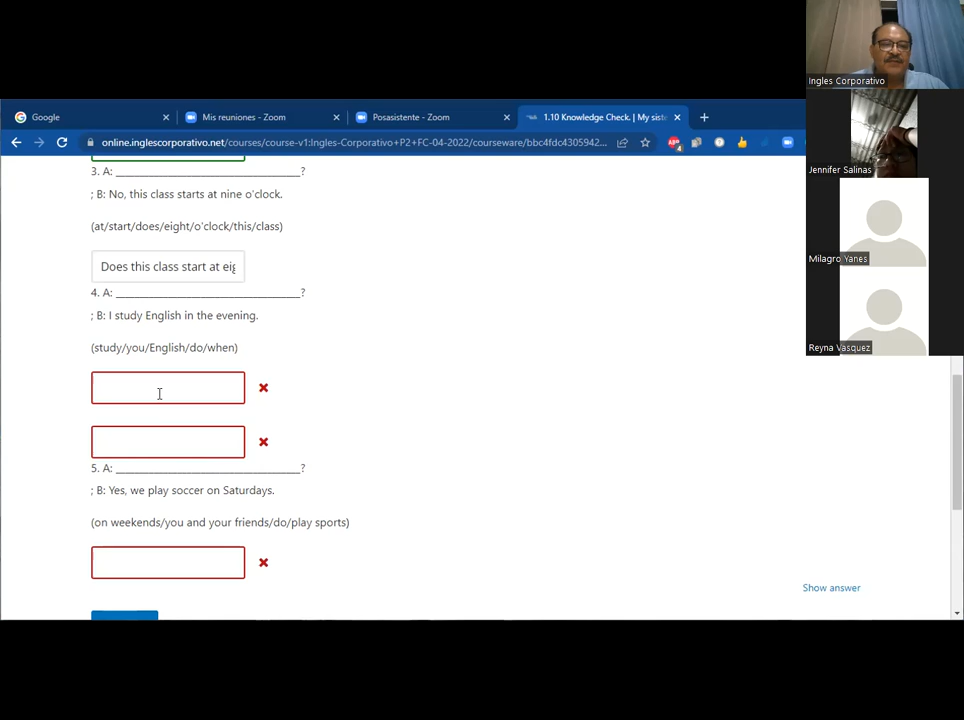 Ingles Corporativo
Google
Mis reuniones - Zoom
Posasistente - Zoom
1.10 Knowledge Check. | My siste
online.inglescorporativo.net/courses/course-v1:Ingles-Corporativo+P2+FC-04-2022/courseware/bbc4fdc4305942...
Jennifer Salinas
Milagro Yanes
Reyna Vasquez
3. A: ______________________________?
; B: No, this class starts at nine o'clock.
(at/start/does/eight/o'clock/this/class)
Does this class start at eig
4. A: ______________________________?
; B: I study English in the evening.
(study/you/English/do/when)
5. A: ______________________________?
; B: Yes, we play soccer on Saturdays.
(on weekends/you and your friends/do/play sports)
Show answer